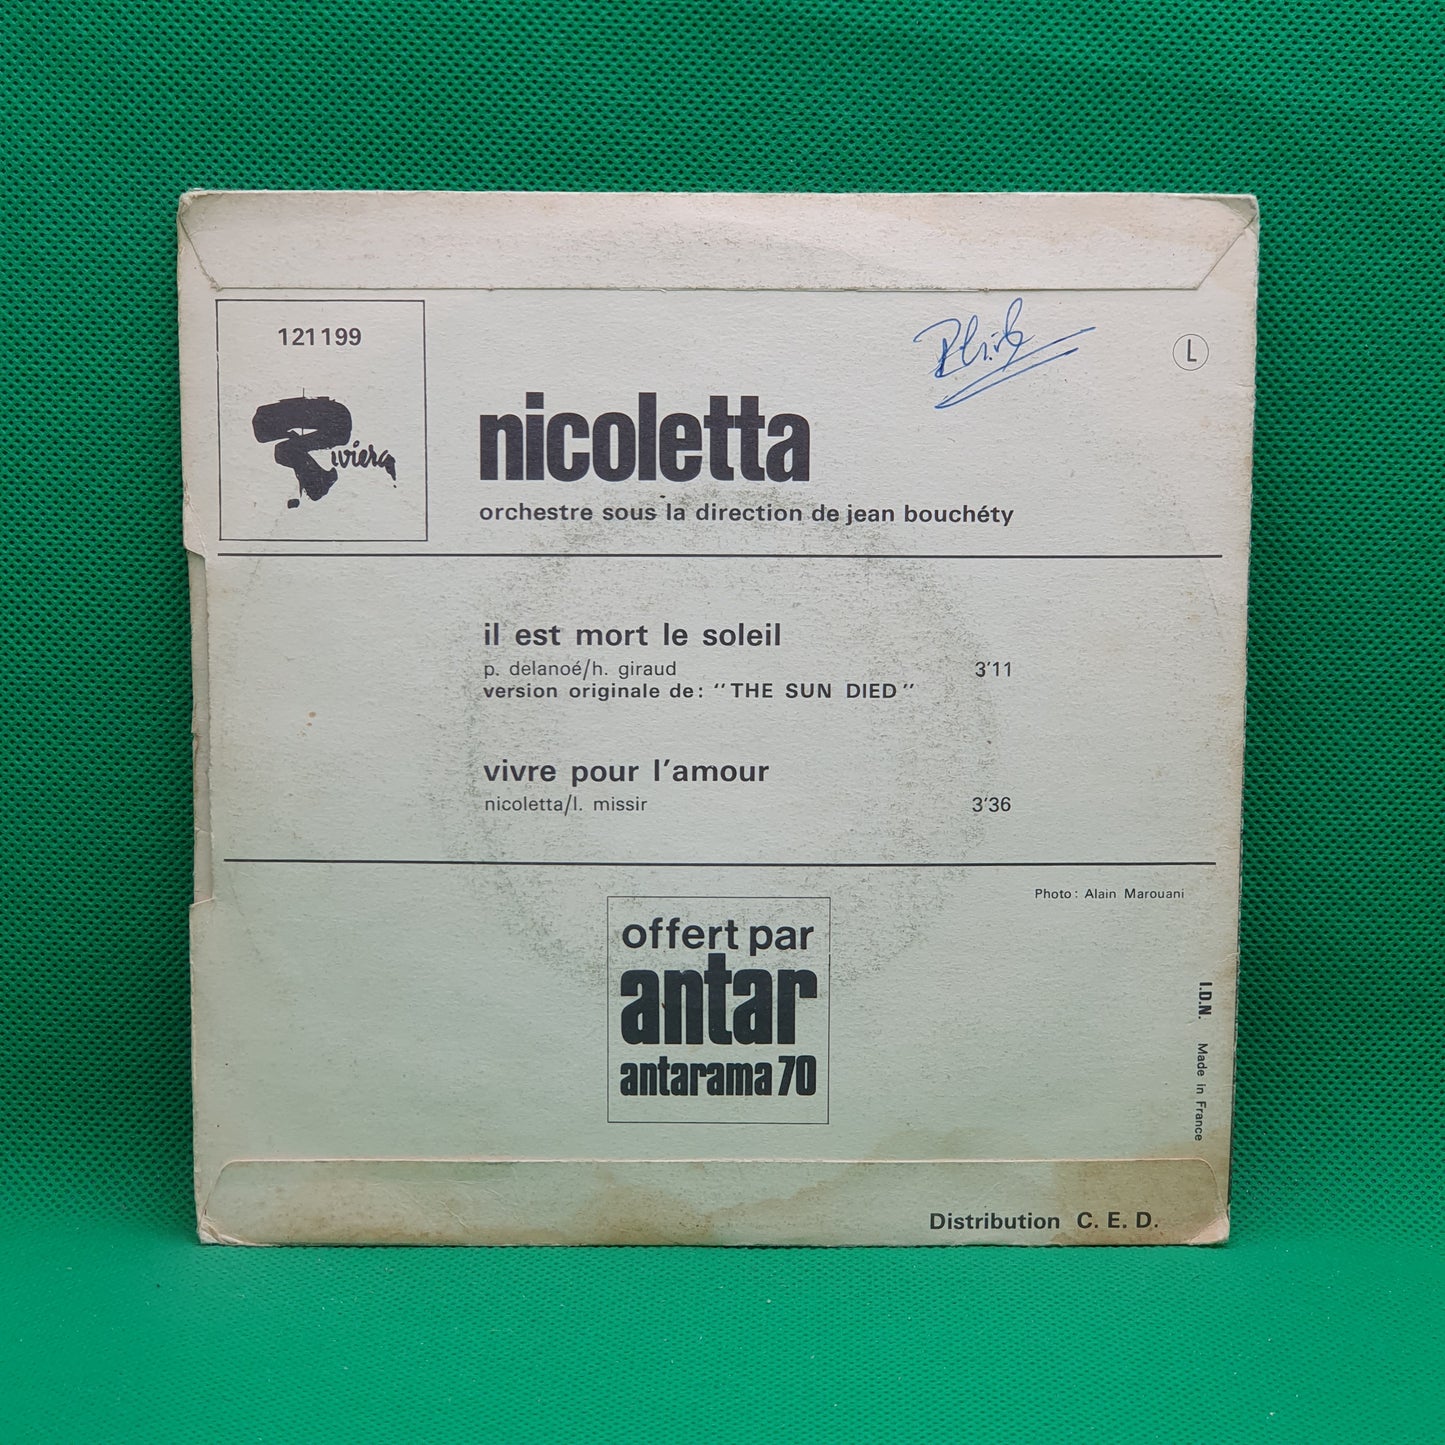 121199
Riviera
L
nicoletta
orchestre sous la direction de jean bouchéty
il est mort le soleil
p. delanoé/h. giraud 3'11
version originale de: "THE SUN DIED"
vivre pour l'amour
nicoletta/l. missir 3'36
Photo: Alain Marouani
offert par
antar
antarama 70
I.D.N. Made in France
Distribution C. E. D.